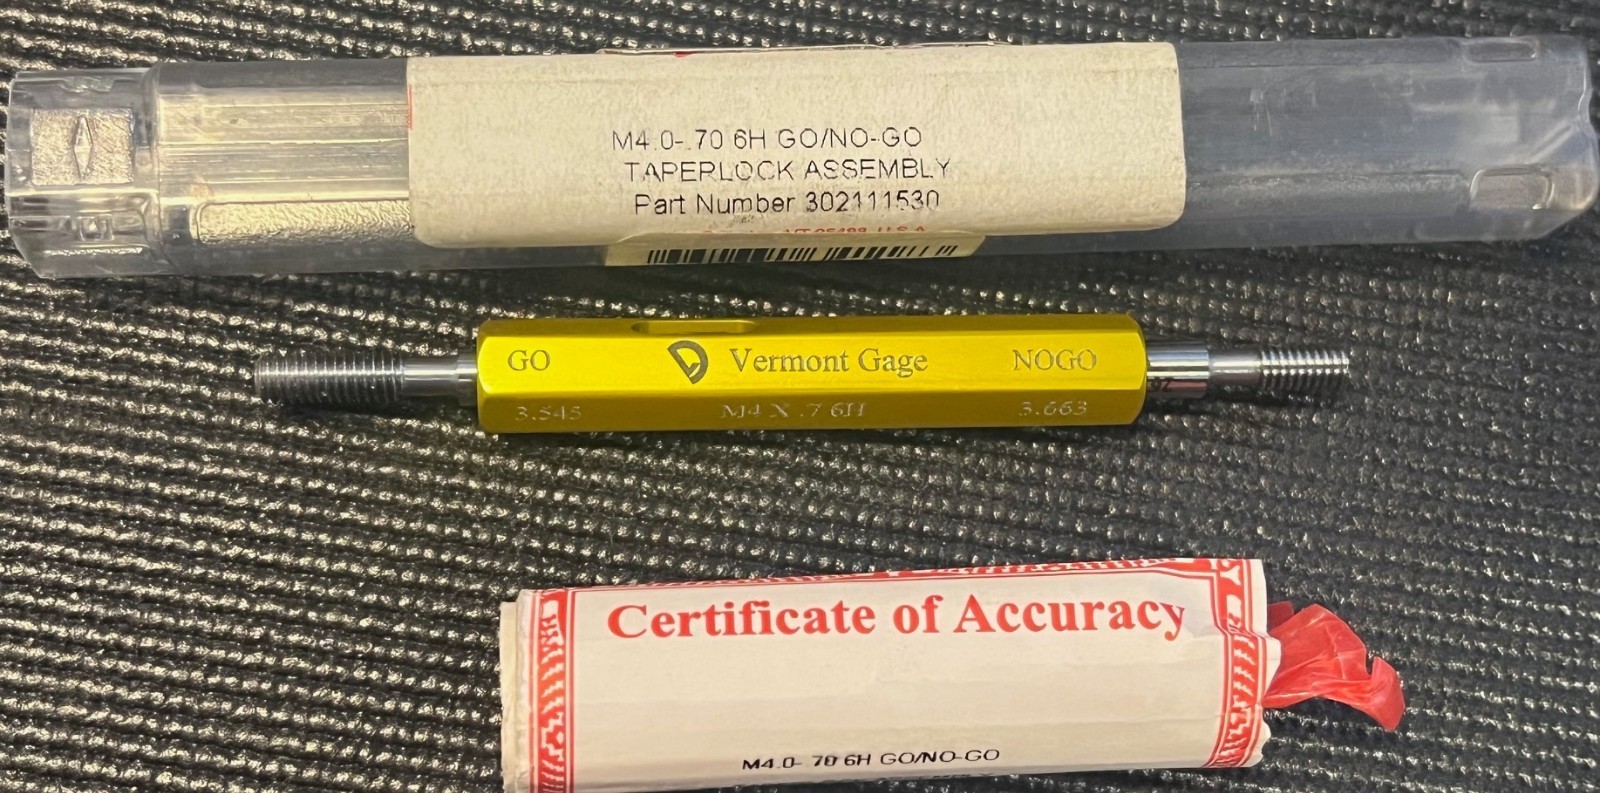 M4.0-.70 6H GO/NO-GO
TAPERLOCK ASSEMBLY
Part Number 302111530
U.S.A.
GO Vermont Gage NOGO
3.545 M4 X .7 6H 3.663
Certificate of Accuracy
M4.0-.70 6H GO/NO-GO